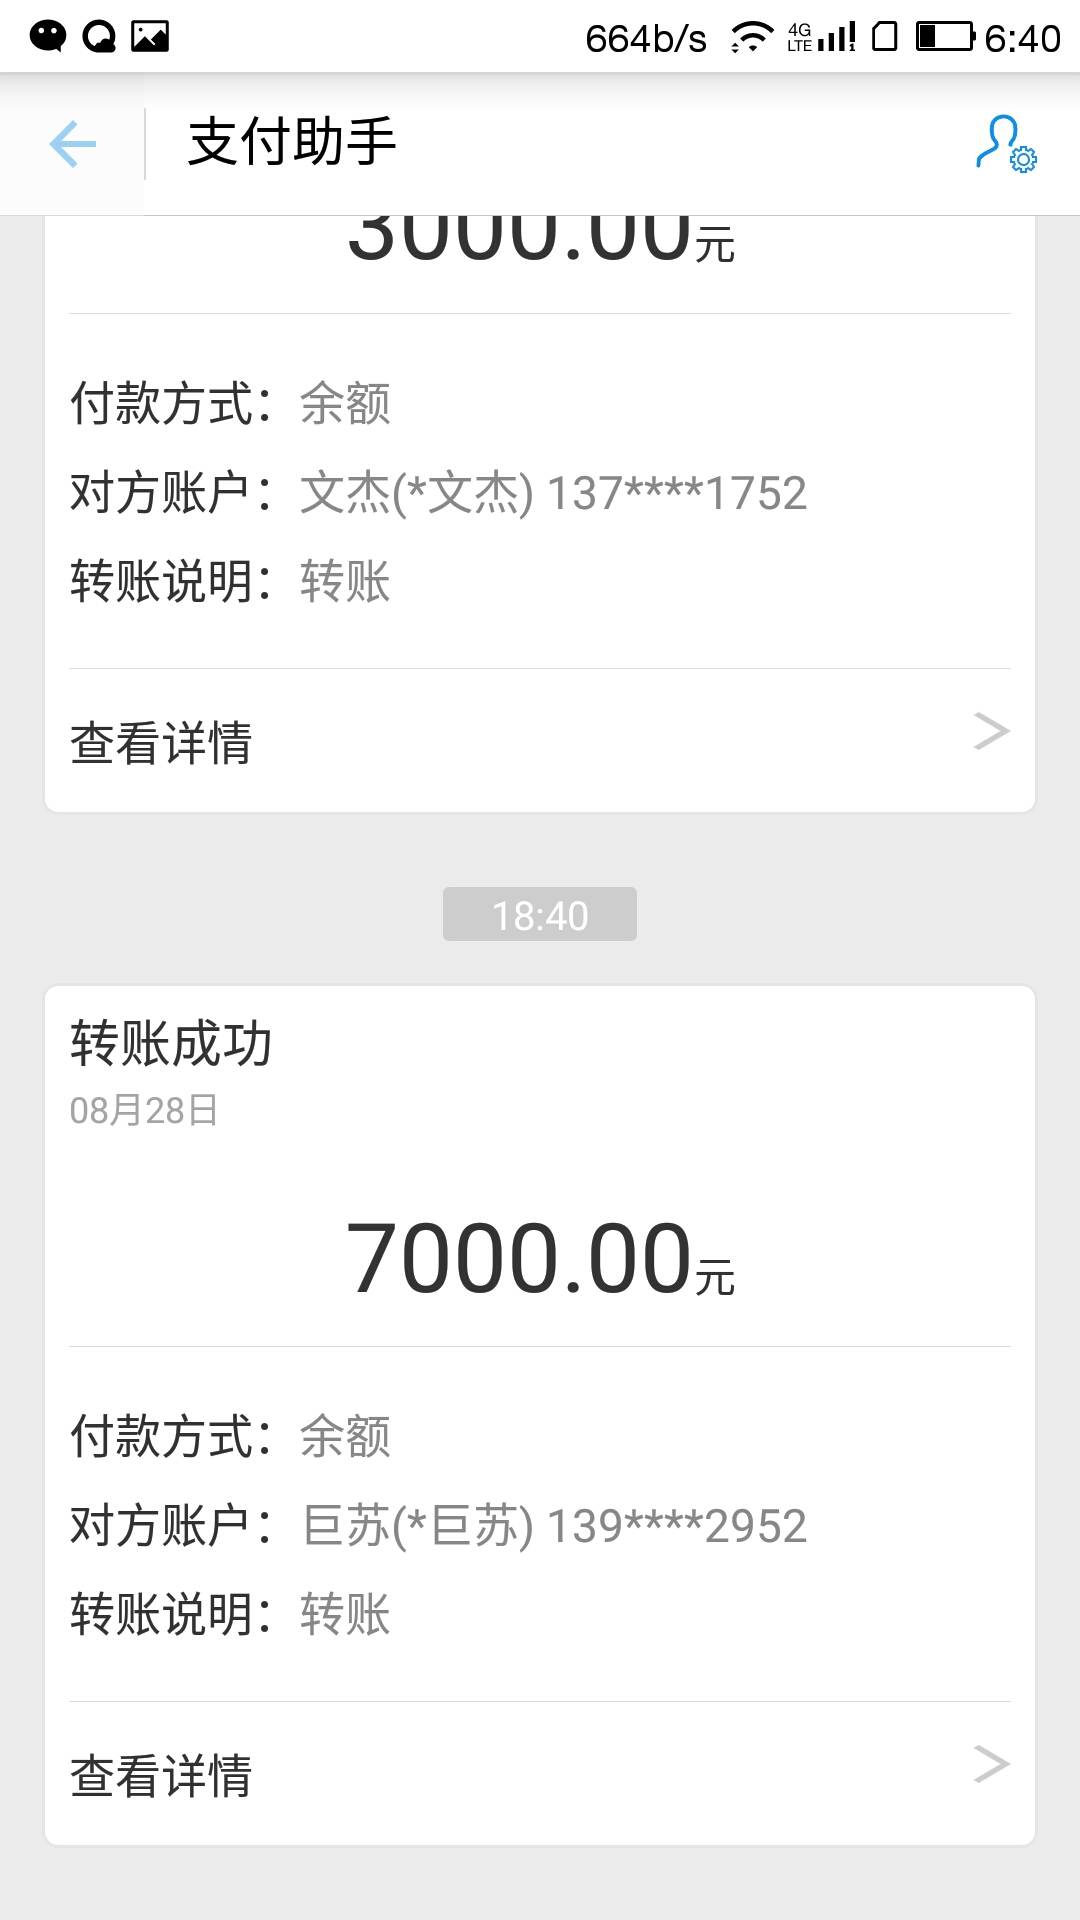 664b/s 4G LTE 6:40
支付助手
3000.00元
付款方式：余额
对方账户：文杰(*文杰) 137****1752
转账说明：转账
查看详情
18:40
转账成功
08月28日
7000.00元
付款方式：余额
对方账户：巨苏(*巨苏) 139****2952
转账说明：转账
查看详情